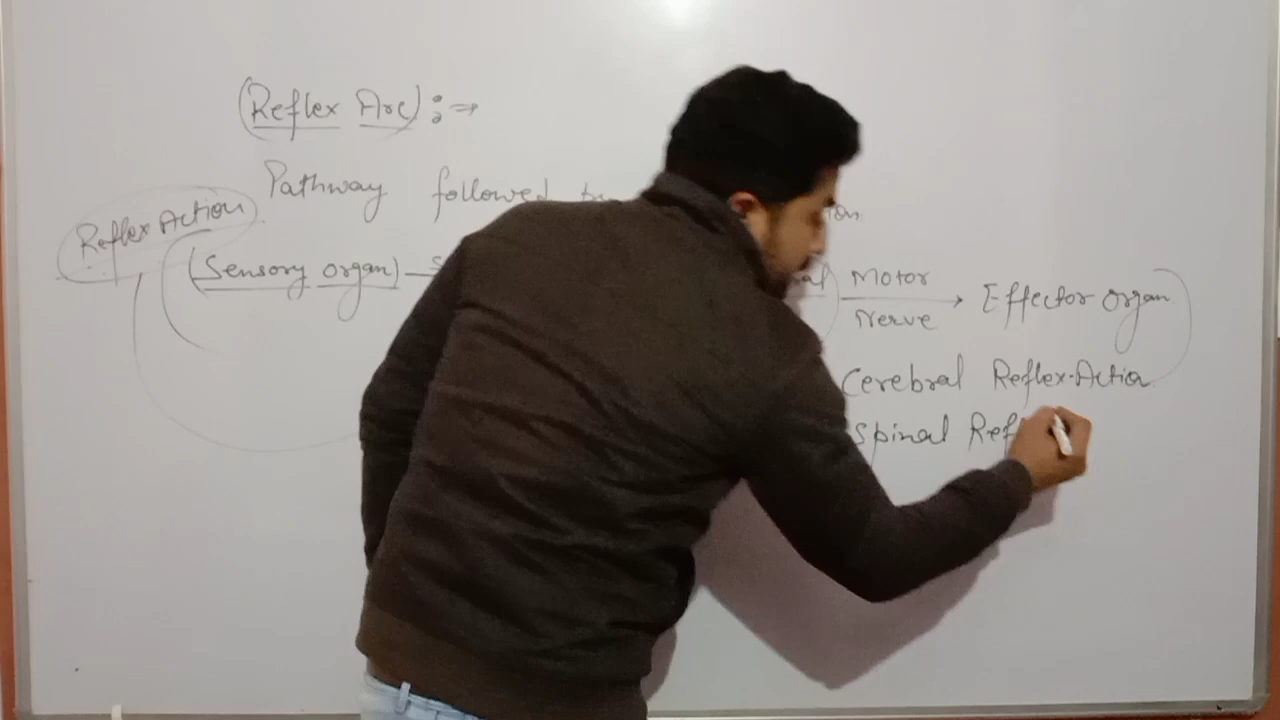 (Reflex Arc) :⇒
Pathway followed
Reflex Action
(Sensory organ) Motor Nerve → Effector organ
Cerebral Reflex-Action
Spinal Ref